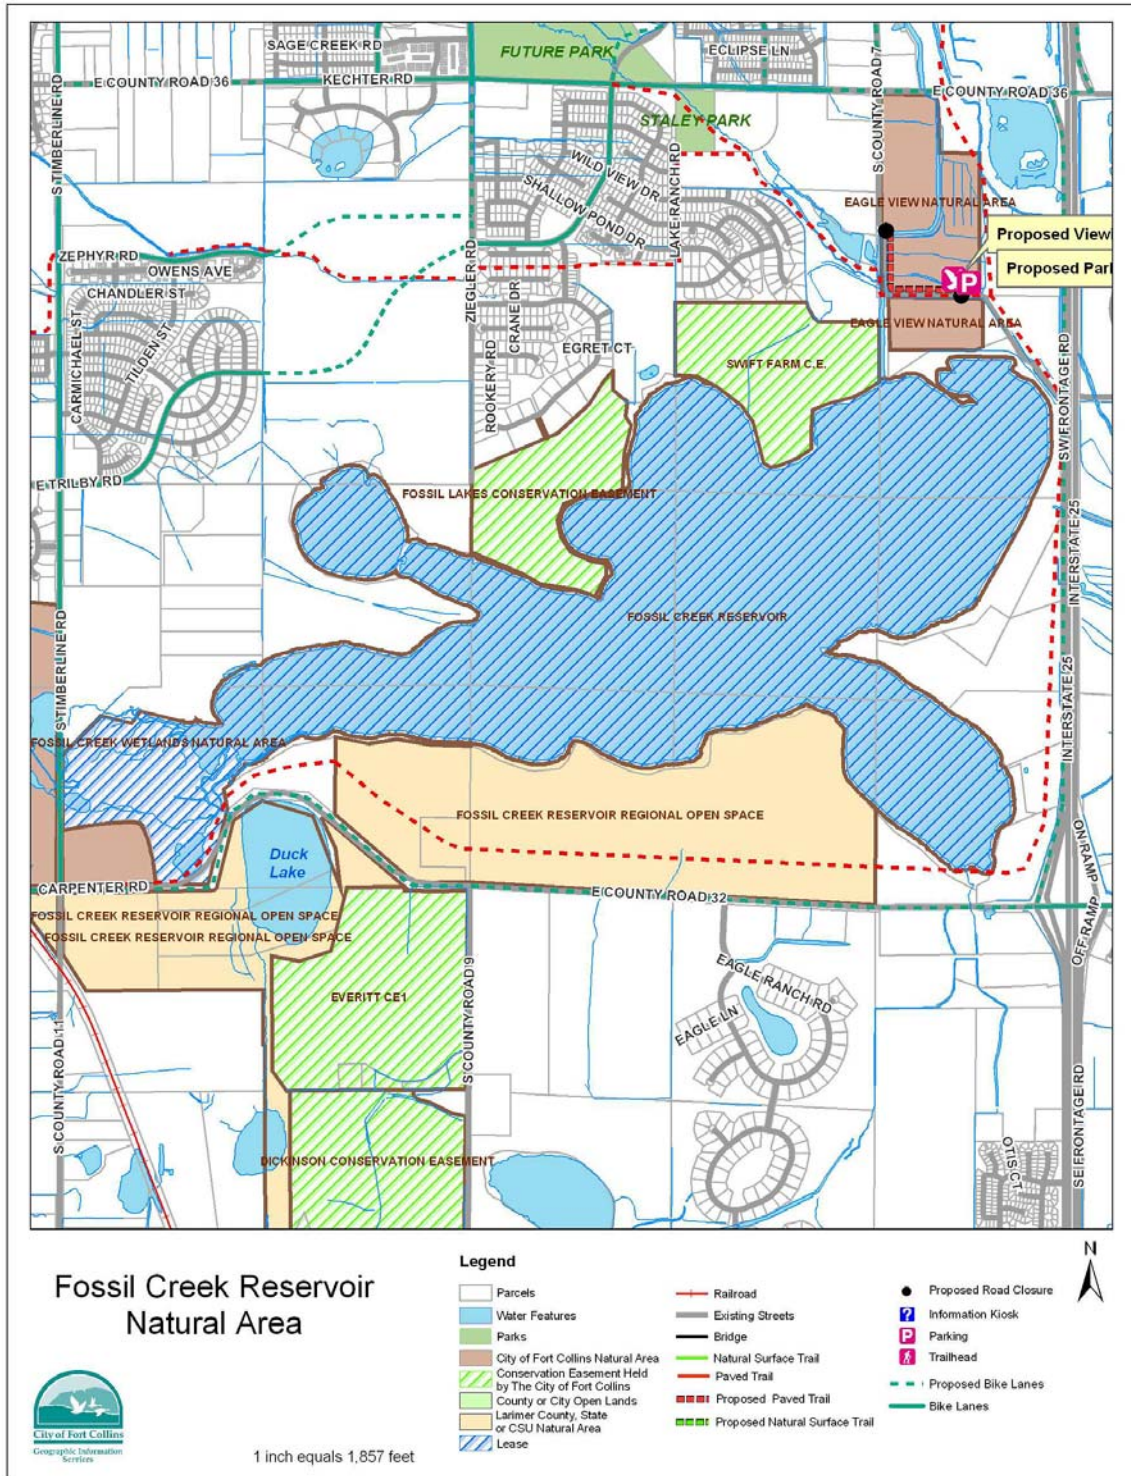 SAGE CREEK RD
FUTURE PARK
ECLIPSE LN
S COUNTY ROAD 7
E COUNTY ROAD 36
KECHTER RD
E COUNTY ROAD 36
S TIMBERLINE RD
STALEY PARK
WILD VIEW DR
LAKE RANCH RD
SHALLOW POND DR
EAGLE VIEW NATURAL AREA
Proposed View
Proposed Par
P
ZEPHYR RD
OWENS AVE
ZIEGLER RD
CHANDLER ST
CARMICHAEL ST
TILDEN ST
CRANE DR
ROOKERY RD
EGRET CT
EAGLE VIEW NATURAL AREA
SWIFT FARM C.E.
SW FRONTAGE RD
E TRILBY RD
FOSSIL LAKES CONSERVATION EASEMENT
INTERSTATE 25
S TIMBERLINE RD
FOSSIL CREEK RESERVOIR
INTERSTATE 25
FOSSIL CREEK WETLANDS NATURAL AREA
FOSSIL CREEK RESERVOIR REGIONAL OPEN SPACE
Duck
Lake
ON RAMP
CARPENTER RD
E COUNTY ROAD 32
FOSSIL CREEK RESERVOIR REGIONAL OPEN SPACE
FOSSIL CREEK RESERVOIR REGIONAL OPEN SPACE
OFF RAMP
S COUNTY ROAD 9
EAGLE RANCH RD
EVERITT CE1
EAGLE LN
S COUNTY ROAD 11
SE FRONTAGE RD
OTIS CT
DICKINSON CONSERVATION EASEMENT
Fossil Creek Reservoir
Natural Area
City of Fort Collins
Geographic Information
Services
1 inch equals 1,857 feet
Legend
Parcels
Water Features
Parks
City of Fort Collins Natural Area
Conservation Easement Held
by The City of Fort Collins
County or City Open Lands
Larimer County, State
or CSU Natural Area
Lease
Railroad
Existing Streets
Bridge
Natural Surface Trail
Paved Trail
Proposed Paved Trail
Proposed Natural Surface Trail
Proposed Road Closure
? Information Kiosk
P Parking
Trailhead
Proposed Bike Lanes
Bike Lanes
N